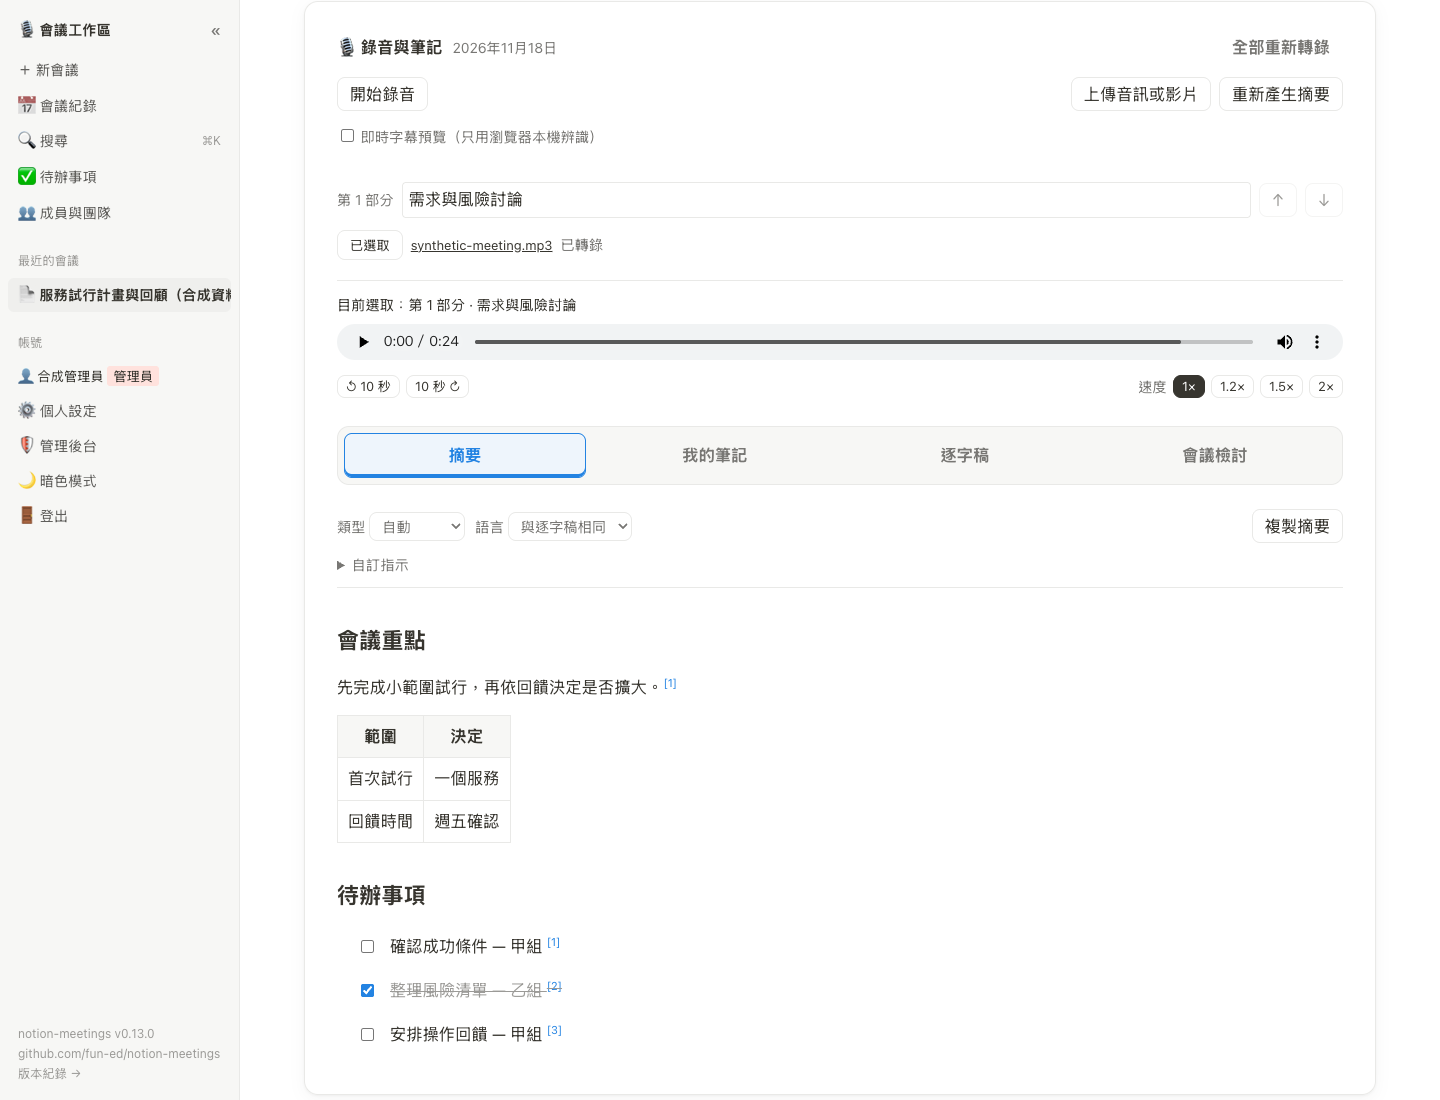 會議工作區 «
+ 新會議
會議紀錄
搜尋 ⌘K
待辦事項
成員與團隊
最近的會議
服務試行計畫與回顧（合成資料
帳號
合成管理員 管理員
個人設定
管理後台
暗色模式
登出
notion-meetings v0.13.0
github.com/fun-ed/notion-meetings
版本紀錄 →
錄音與筆記 2026年11月18日 全部重新轉錄
開始錄音 上傳音訊或影片 重新產生摘要
即時字幕預覽（只用瀏覽器本機辨識）
第 1 部分 需求與風險討論 ↑ ↓
已選取 synthetic-meeting.mp3 已轉錄
目前選取：第 1 部分 · 需求與風險討論
0:00 / 0:24
↺ 10 秒 10 秒 ↻ 速度 1× 1.2× 1.5× 2×
摘要 我的筆記 逐字稿 會議檢討
類型 自動 語言 與逐字稿相同 複製摘要
▶ 自訂指示
會議重點
先完成小範圍試行，再依回饋決定是否擴大。[1]
範圍 決定
首次試行 一個服務
回饋時間 週五確認
待辦事項
確認成功條件 — 甲組 [1]
整理風險清單 — 乙組 [2]
安排操作回饋 — 甲組 [3]